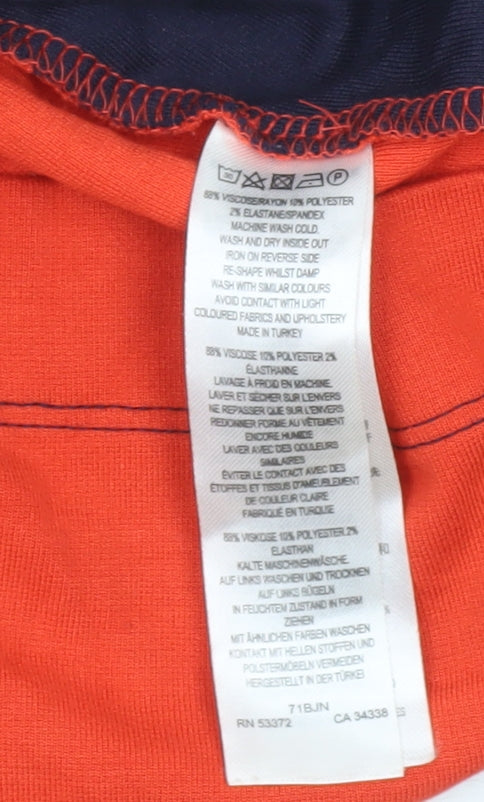 30
P
88% VISCOSE/RAYON 10% POLYESTER
2% ELASTANE/SPANDEX
MACHINE WASH COLD.
WASH AND DRY INSIDE OUT
IRON ON REVERSE SIDE
RE-SHAPE WHILST DAMP
WASH WITH SIMILAR COLOURS
AVOID CONTACT WITH LIGHT
COLOURED FABRICS AND UPHOLSTERY
MADE IN TURKEY
88% VISCOSE 10% POLYESTER 2%
ÉLASTHANNE
LAVAGE À FROID EN MACHINE.
LAVER ET SÉCHER SUR L'ENVERS
NE REPASSER QUE SUR L'ENVERS
REDONNER FORME AU VÊTEMENT
ENCORE HUMIDE
LAVER AVEC DES COULEURS
SIMILAIRES
ÉVITER LE CONTACT AVEC DES
ÉTOFFES ET TISSUS D'AMEUBLEMENT
DE COULEUR CLAIRE
FABRIQUÉ EN TURQUIE
88% VISKOSE 10% POLYESTER 2%
ELASTHAN
KALTE MASCHINENWÄSCHE.
AUF LINKS WASCHEN UND TROCKNEN
AUF LINKS BÜGELN
IN FEUCHTEM ZUSTAND IN FORM
ZIEHEN
MIT ÄHNLICHEN FARBEN WASCHEN
KONTAKT MIT HELLEN STOFFEN UND
POLSTERMÖBELN VERMEIDEN
HERGESTELLT IN DER TÜRKEI
71BJN
RN 53372 CA 34338